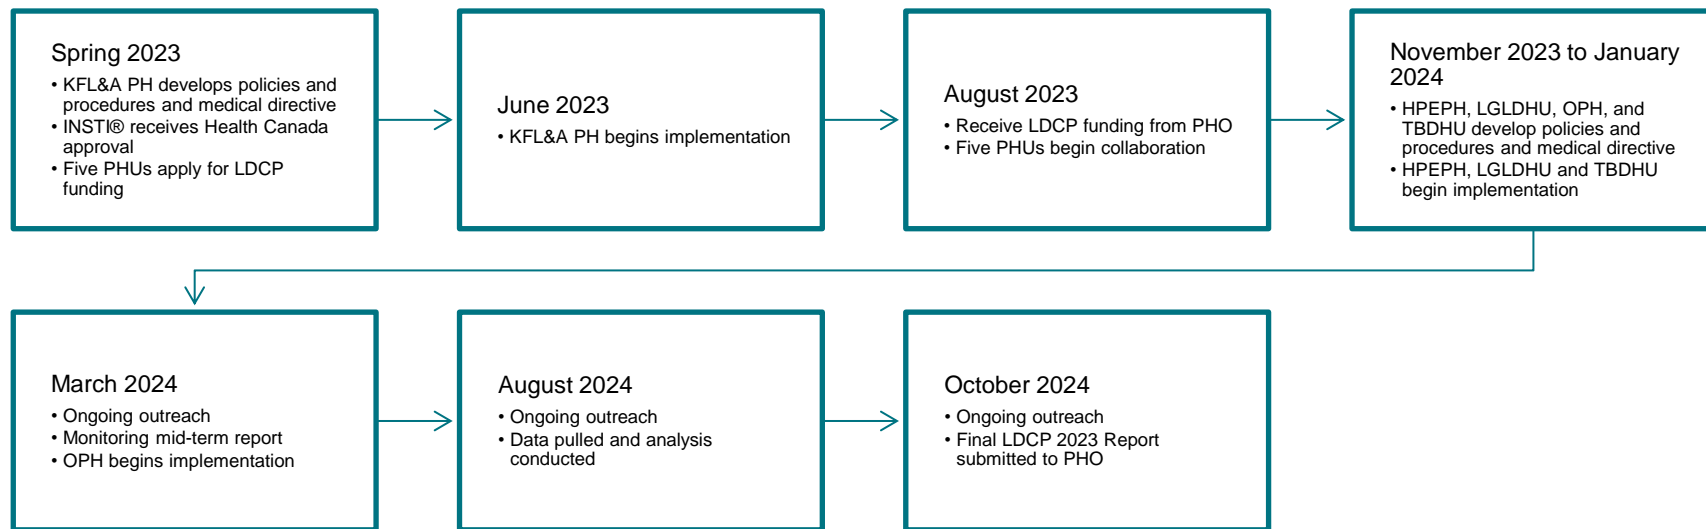 Spring 2023
• KFL&A PH develops policies and
procedures and medical directive
• INSTI® receives Health Canada
approval
• Five PHUs apply for LDCP
funding
June 2023
• KFL&A PH begins implementation
August 2023
• Receive LDCP funding from PHO
• Five PHUs begin collaboration
November 2023 to January
2024
• HPEPH, LGLDHU, OPH, and
TBDHU develop policies and
procedures and medical directive
• HPEPH, LGLDHU and TBDHU
begin implementation
March 2024
• Ongoing outreach
• Monitoring mid-term report
• OPH begins implementation
August 2024
• Ongoing outreach
• Data pulled and analysis
conducted
October 2024
• Ongoing outreach
• Final LDCP 2023 Report
submitted to PHO